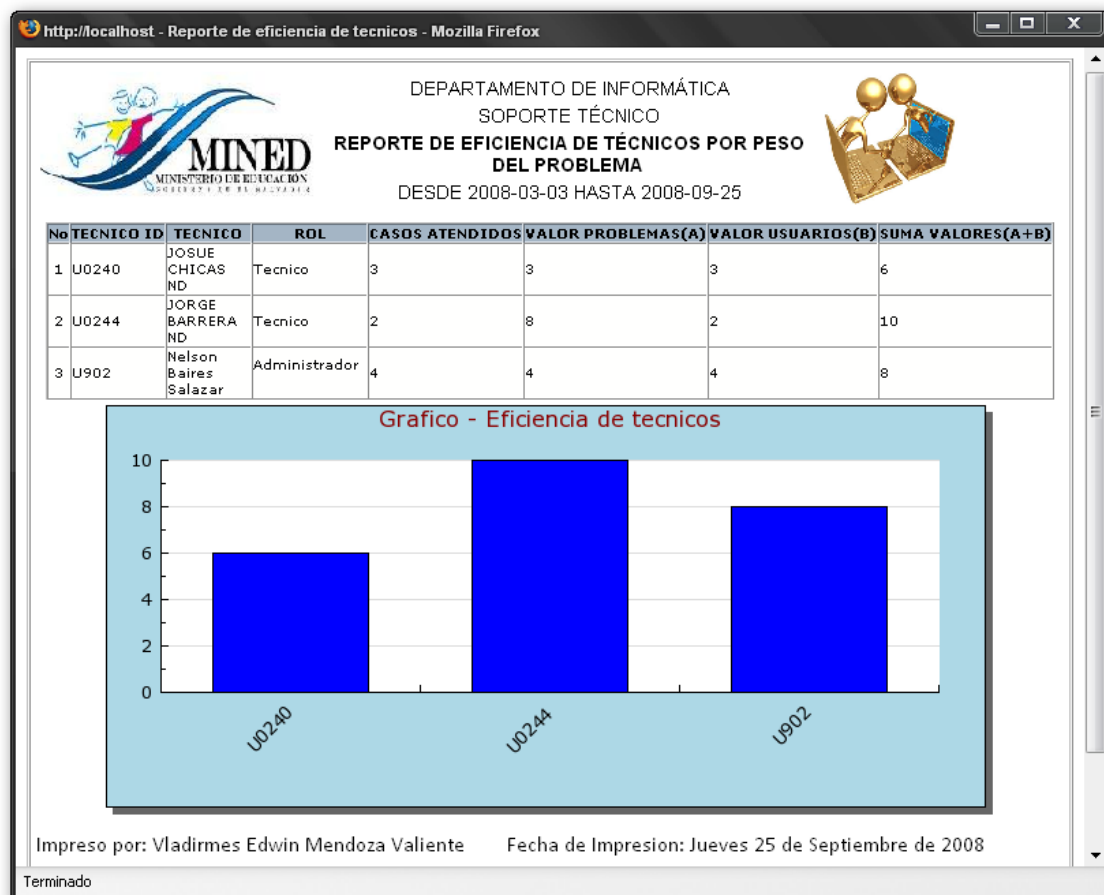 http://localhost - Reporte de eficiencia de tecnicos - Mozilla Firefox
DEPARTAMENTO DE INFORMÁTICA
SOPORTE TÉCNICO
REPORTE DE EFICIENCIA DE TÉCNICOS POR PESO
DEL PROBLEMA
DESDE 2008-03-03 HASTA 2008-09-25
MINED
MINISTERIO DE EDUCACIÓN
GOBIERNO DE EL SALVADOR
No TECNICO ID TECNICO ROL CASOS ATENDIDOS VALOR PROBLEMAS(A) VALOR USUARIOS(B) SUMA VALORES(A+B)
1 U0240 JOSUE CHICAS ND Tecnico 3 3 3 6
2 U0244 JORGE BARRERA ND Tecnico 2 8 2 10
3 U902 Nelson Baires Salazar Administrador 4 4 4 8
Grafico - Eficiencia de tecnicos
10
8
6
4
2
0
U0240 U0244 U902
Impreso por: Vladirmes Edwin Mendoza Valiente Fecha de Impresion: Jueves 25 de Septiembre de 2008
Terminado